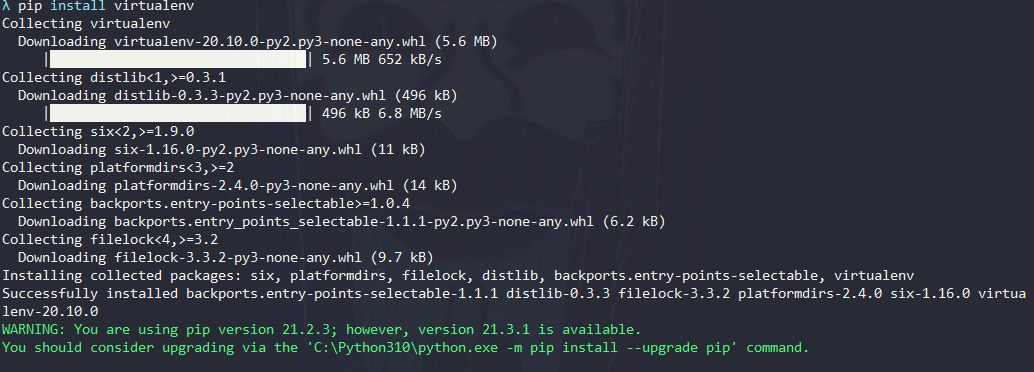 λ pip install virtualenv
Collecting virtualenv
  Downloading virtualenv-20.10.0-py2.py3-none-any.whl (5.6 MB)
     |████████████████████████████████| 5.6 MB 652 kB/s
Collecting distlib<1,>=0.3.1
  Downloading distlib-0.3.3-py2.py3-none-any.whl (496 kB)
     |████████████████████████████████| 496 kB 6.8 MB/s
Collecting six<2,>=1.9.0
  Downloading six-1.16.0-py2.py3-none-any.whl (11 kB)
Collecting platformdirs<3,>=2
  Downloading platformdirs-2.4.0-py3-none-any.whl (14 kB)
Collecting backports.entry-points-selectable>=1.0.4
  Downloading backports.entry_points_selectable-1.1.1-py2.py3-none-any.whl (6.2 kB)
Collecting filelock<4,>=3.2
  Downloading filelock-3.3.2-py3-none-any.whl (9.7 kB)
Installing collected packages: six, platformdirs, filelock, distlib, backports.entry-points-selectable, virtualenv
Successfully installed backports.entry-points-selectable-1.1.1 distlib-0.3.3 filelock-3.3.2 platformdirs-2.4.0 six-1.16.0 virtua
lenv-20.10.0
WARNING: You are using pip version 21.2.3; however, version 21.3.1 is available.
You should consider upgrading via the 'C:\Python310\python.exe -m pip install --upgrade pip' command.